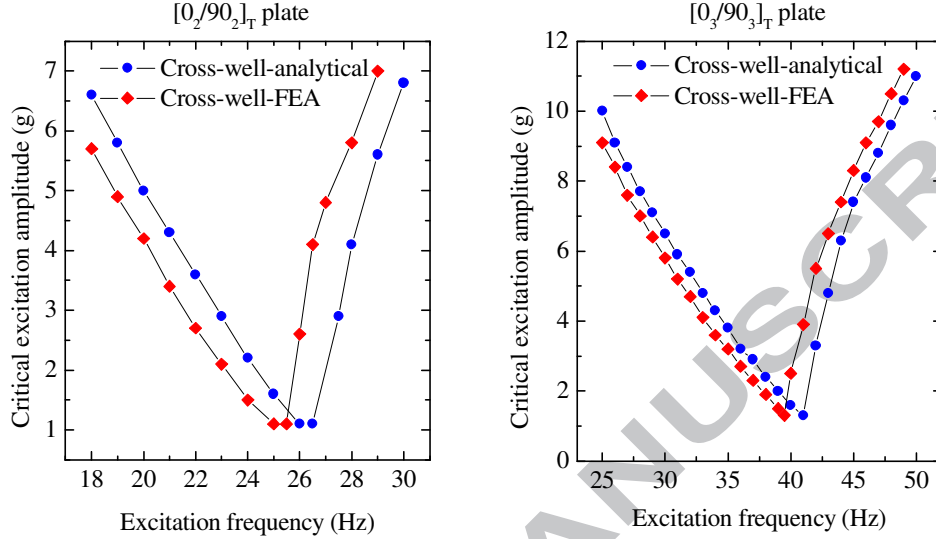 [0₂/90₂]_T plate
7
6
5
4
3
2
1
18 20 22 24 26 28 30
Critical excitation amplitude (g)
Excitation frequency (Hz)
Cross-well-analytical
Cross-well-FEA
[0₃/90₃]_T plate
12
10
8
6
4
2
0
25 30 35 40 45 50
Critical excitation amplitude (g)
Excitation frequency (Hz)
Cross-well-analytical
Cross-well-FEA
ANUSCR